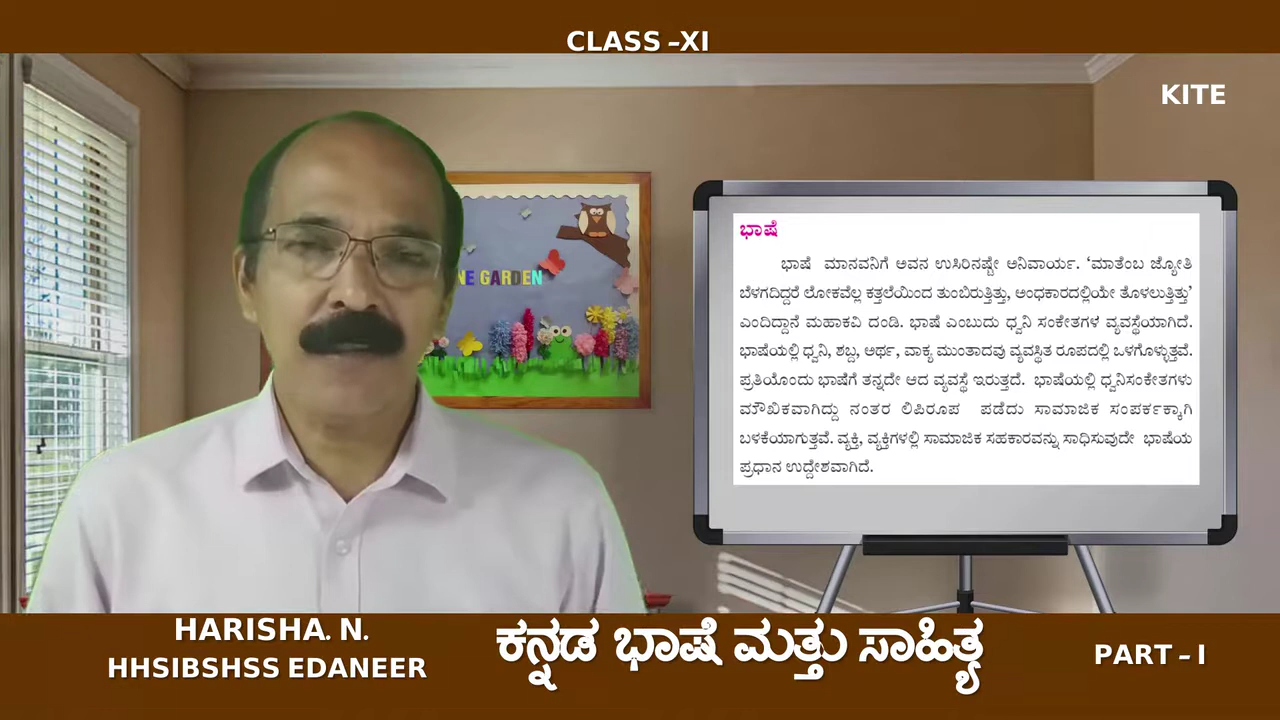 CLASS –XI
KITE
NE GARDEN
ಭಾಷೆ
ಭಾಷೆ ಮಾನವನಿಗೆ ಅವನ ಉಸಿರಿನಷ್ಟೇ ಅನಿವಾರ್ಯ. ‘ಮಾತೆಂಬ ಜ್ಯೋತಿ
ಬೆಳಗದಿದ್ದರೆ ಲೋಕವೆಲ್ಲ ಕತ್ತಲೆಯಿಂದ ತುಂಬಿರುತ್ತಿತ್ತು, ಅಂಧಕಾರದಲ್ಲಿಯೇ ತೊಳಲುತ್ತಿತ್ತು’
ಎಂದಿದ್ದಾನೆ ಮಹಾಕವಿ ದಂಡಿ. ಭಾಷೆ ಎಂಬುದು ಧ್ವನಿ ಸಂಕೇತಗಳ ವ್ಯವಸ್ಥೆಯಾಗಿದೆ.
ಭಾಷೆಯಲ್ಲಿ ಧ್ವನಿ, ಶಬ್ದ, ಅರ್ಥ, ವಾಕ್ಯ ಮುಂತಾದವು ವ್ಯವಸ್ಥಿತ ರೂಪದಲ್ಲಿ ಒಳಗೊಳ್ಳುತ್ತವೆ.
ಪ್ರತಿಯೊಂದು ಭಾಷೆಗೆ ತನ್ನದೇ ಆದ ವ್ಯವಸ್ಥೆ ಇರುತ್ತದೆ. ಭಾಷೆಯಲ್ಲಿ ಧ್ವನಿಸಂಕೇತಗಳು
ಮೌಖಿಕವಾಗಿದ್ದು ನಂತರ ಲಿಪಿರೂಪ ಪಡೆದು ಸಾಮಾಜಿಕ ಸಂಪರ್ಕಕ್ಕಾಗಿ
ಬಳಕೆಯಾಗುತ್ತವೆ. ವ್ಯಕ್ತಿ, ವ್ಯಕ್ತಿಗಳಲ್ಲಿ ಸಾಮಾಜಿಕ ಸಹಕಾರವನ್ನು ಸಾಧಿಸುವುದೇ ಭಾಷೆಯ
ಪ್ರಧಾನ ಉದ್ದೇಶವಾಗಿದೆ.
HARISHA. N.
HHSIBSHSS EDANEER
ಕನ್ನಡ ಭಾಷೆ ಮತ್ತು ಸಾಹಿತ್ಯ
PART – I